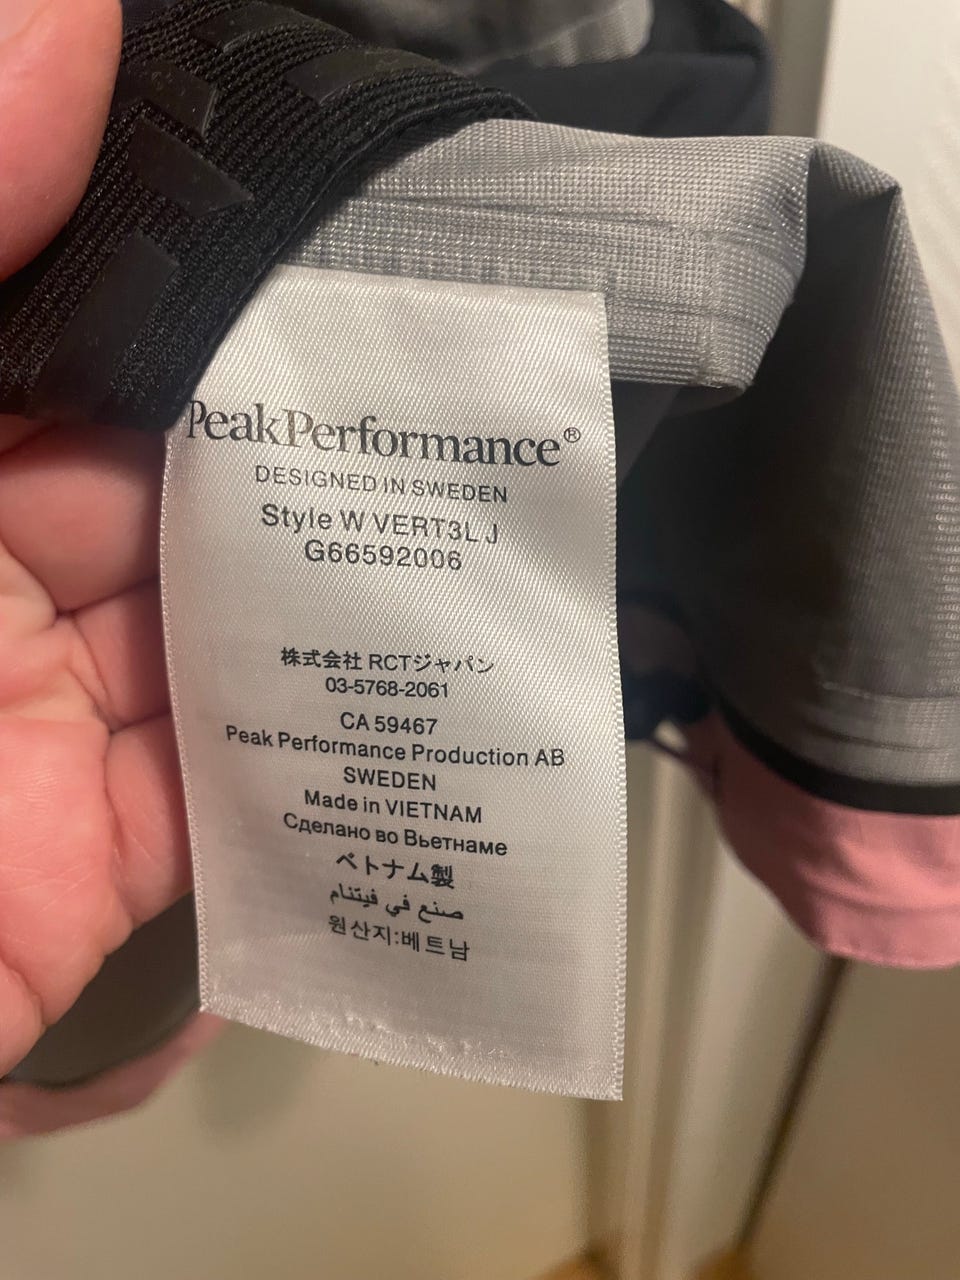 PeakPerformance®
DESIGNED IN SWEDEN
Style W VERT3L J
G66592006
株式会社 RCTジャパン
03-5768-2061
CA 59467
Peak Performance Production AB
SWEDEN
Made in VIETNAM
Сделано во Вьетнаме
ベトナム製
صنع في فيتنام
원산지:베트남